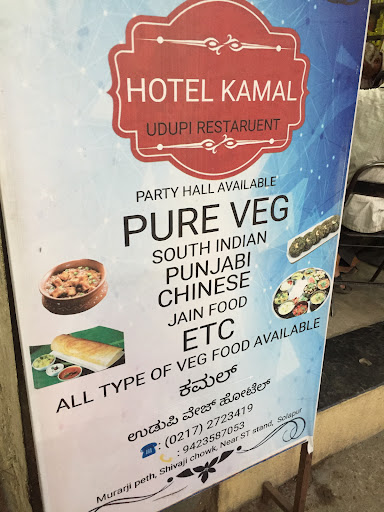 HOTEL KAMAL
UDUPI RESTARUENT
PARTY HALL AVAILABLE
PURE VEG
SOUTH INDIAN
PUNJABI
CHINESE
JAIN FOOD
ETC
ALL TYPE OF VEG FOOD AVAILABLE
ಕಮಲ್
ಉಡುಪಿ ವೇಜ್ ಹೋಟೆಲ್
: (0217) 2723419
: 9423587053
Murarji peth, Shivaji chowk, Near ST stand, Solapur